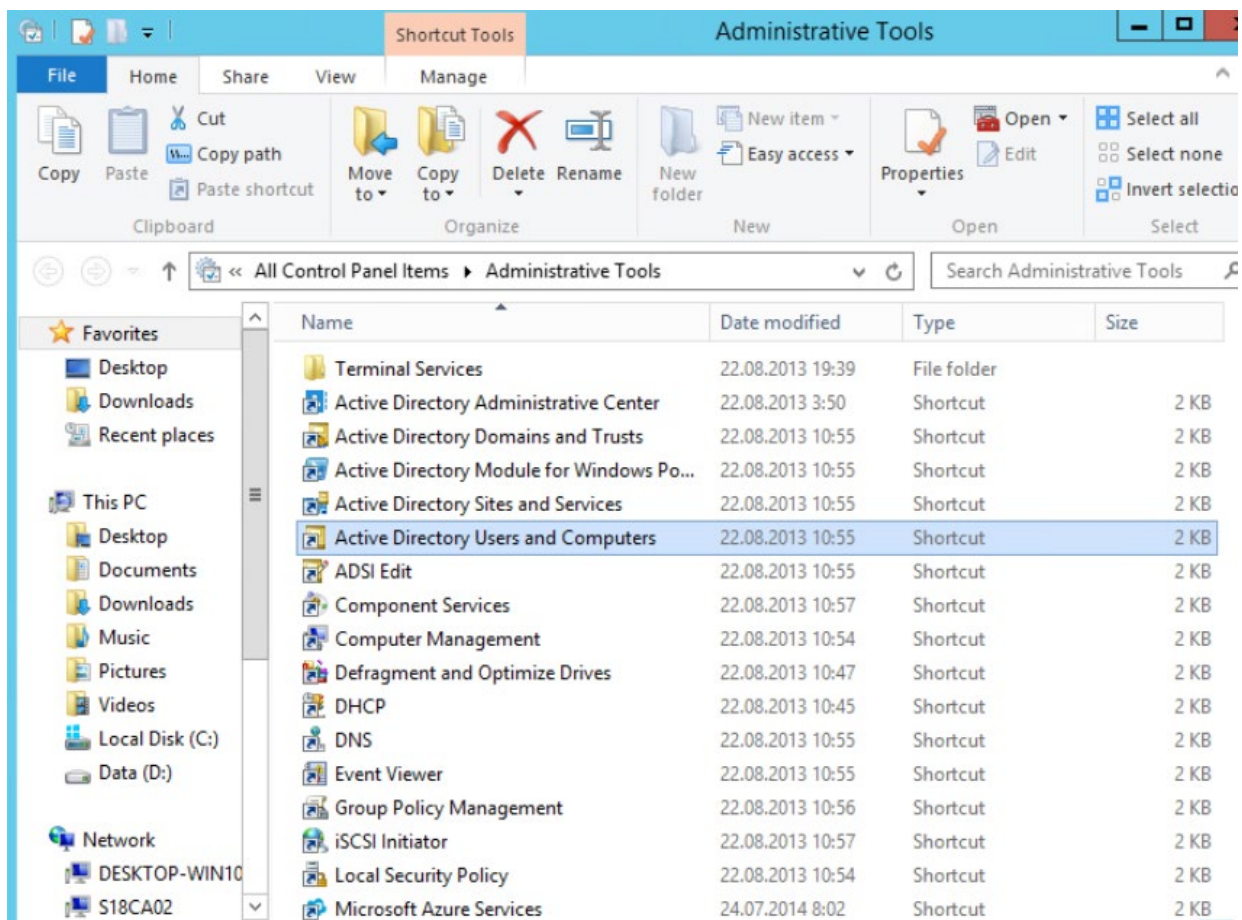 Shortcut Tools
Administrative Tools
File Home Share View Manage
Copy
Paste
Cut
Copy path
Paste shortcut
Clipboard
Move to
Copy to
Delete
Rename
Organize
New folder
New item
Easy access
New
Properties
Open
Edit
Open
Select all
Select none
Invert selectio
Select
« All Control Panel Items Administrative Tools
Search Administrative Tools
Favorites
Desktop
Downloads
Recent places
This PC
Desktop
Documents
Downloads
Music
Pictures
Videos
Local Disk (C:)
Data (D:)
Network
DESKTOP-WIN10
S18CA02
Name Date modified Type Size
Terminal Services 22.08.2013 19:39 File folder
Active Directory Administrative Center 22.08.2013 3:50 Shortcut 2 KB
Active Directory Domains and Trusts 22.08.2013 10:55 Shortcut 2 KB
Active Directory Module for Windows Po... 22.08.2013 10:55 Shortcut 2 KB
Active Directory Sites and Services 22.08.2013 10:55 Shortcut 2 KB
Active Directory Users and Computers 22.08.2013 10:55 Shortcut 2 KB
ADSI Edit 22.08.2013 10:55 Shortcut 2 KB
Component Services 22.08.2013 10:57 Shortcut 2 KB
Computer Management 22.08.2013 10:54 Shortcut 2 KB
Defragment and Optimize Drives 22.08.2013 10:47 Shortcut 2 KB
DHCP 22.08.2013 10:45 Shortcut 2 KB
DNS 22.08.2013 10:55 Shortcut 2 KB
Event Viewer 22.08.2013 10:55 Shortcut 2 KB
Group Policy Management 22.08.2013 10:56 Shortcut 2 KB
iSCSI Initiator 22.08.2013 10:57 Shortcut 2 KB
Local Security Policy 22.08.2013 10:54 Shortcut 2 KB
Microsoft Azure Services 24.07.2014 8:02 Shortcut 2 KB